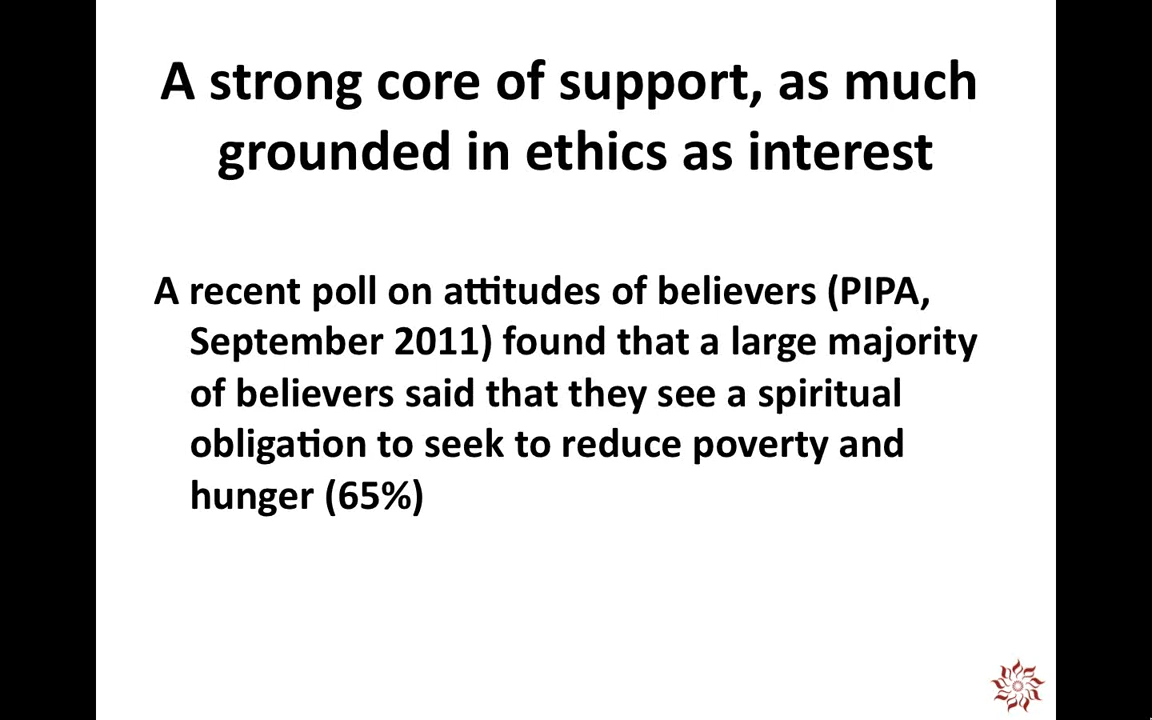 A strong core of support, as much
grounded in ethics as interest
A recent poll on attitudes of believers (PIPA,
September 2011) found that a large majority
of believers said that they see a spiritual
obligation to seek to reduce poverty and
hunger (65%)